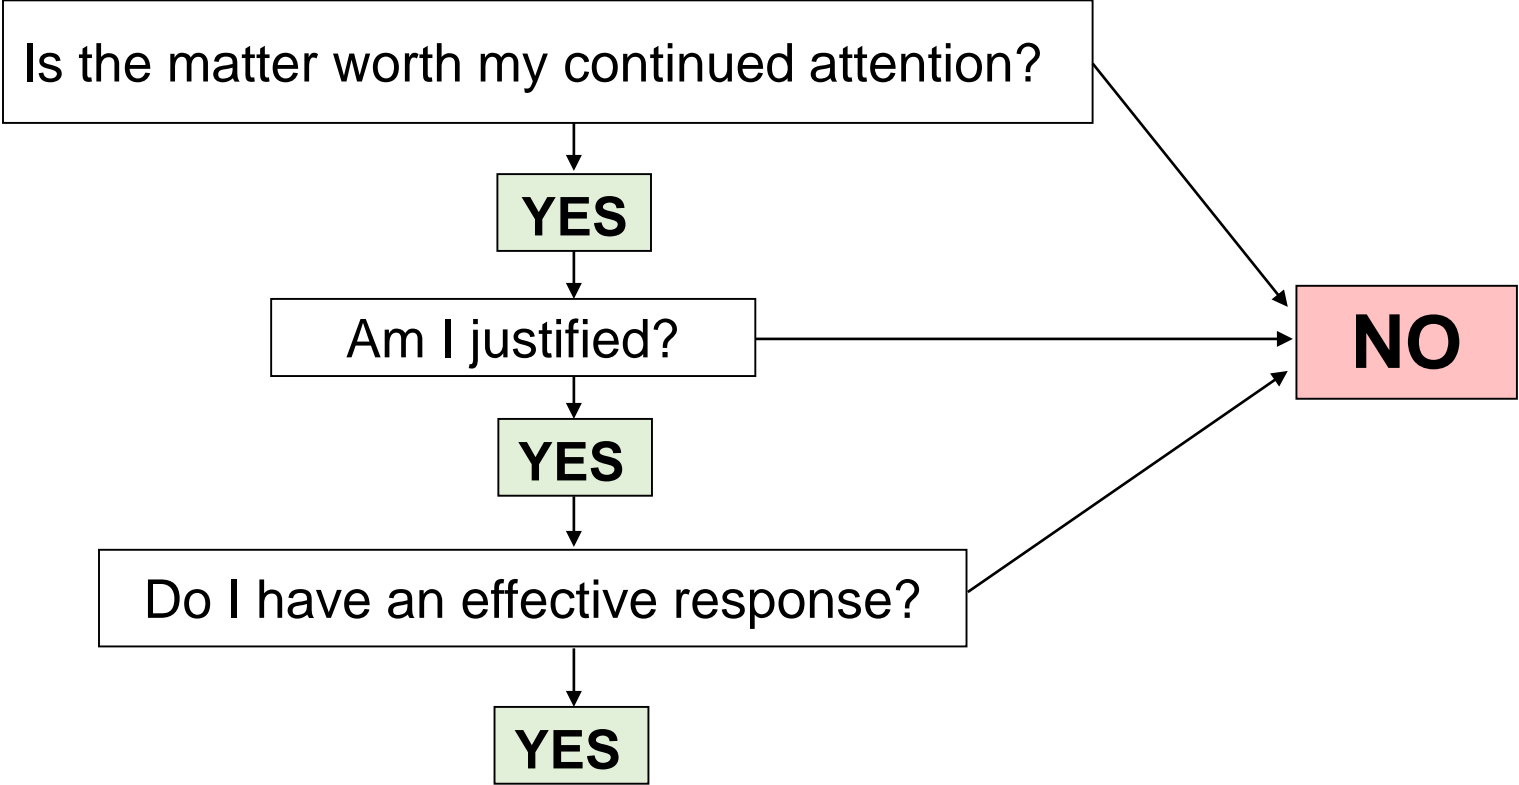 Is the matter worth my continued attention?
YES
Am I justified?
NO
YES
Do I have an effective response?
YES